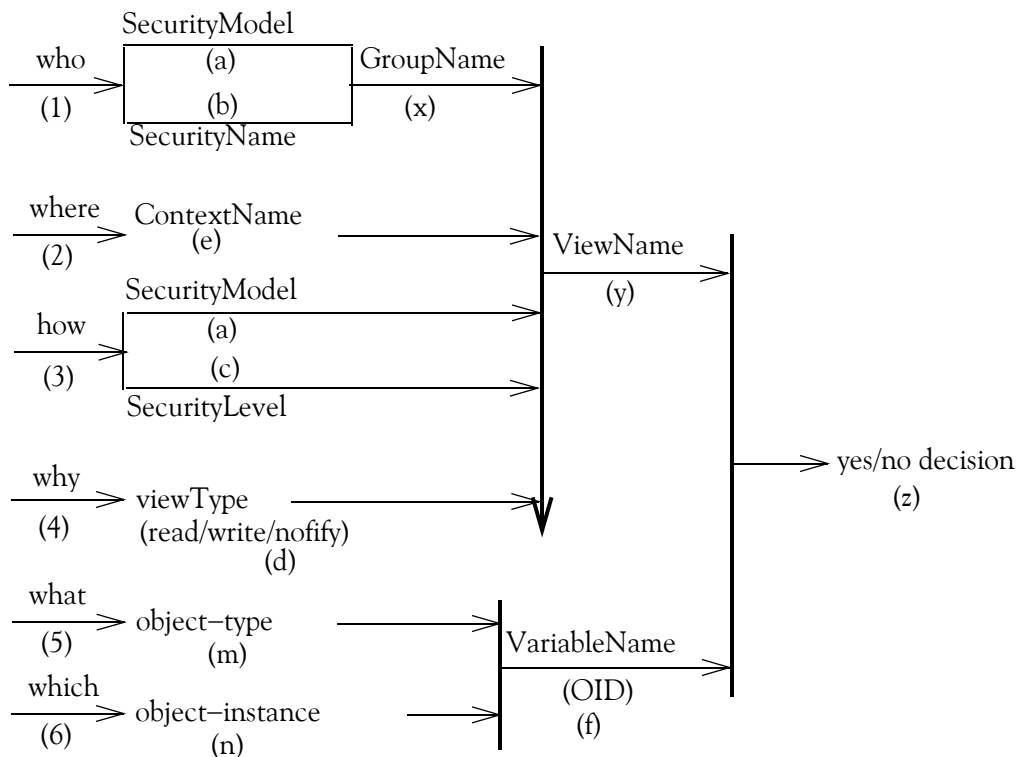 SecurityModel
who
(a)
GroupName
(1)
(b)
(x)
SecurityName
where
ContextName
(2)
(e)
ViewName
SecurityModel
(y)
how
(a)
(3)
(c)
SecurityLevel
why
viewType
yes/no decision
(4)
(read/write/nofify)
(z)
(d)
what
object-type
(5)
(m)
VariableName
which
(OID)
object-instance
(6)
(n)
(f)